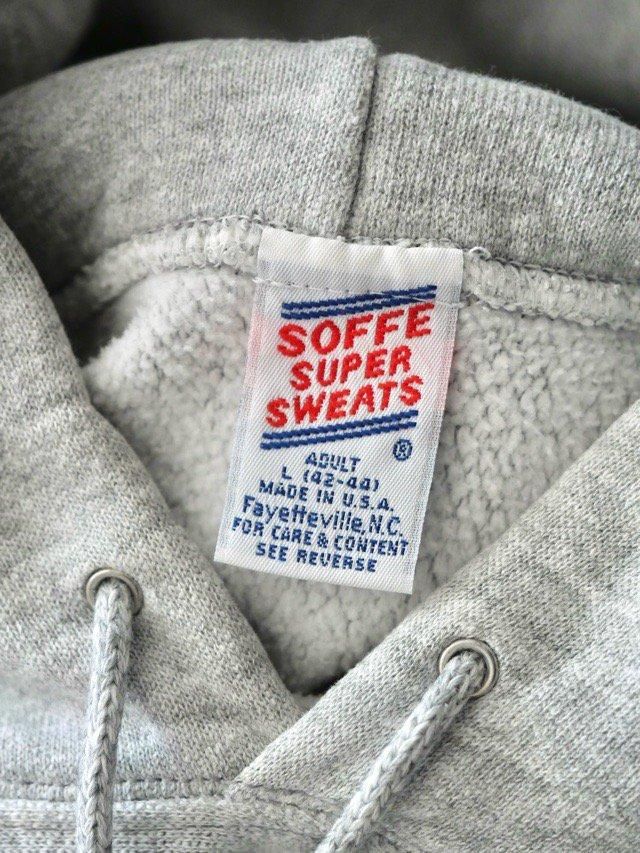 SOFFE
SUPER
SWEATS
®
ADULT
L (42-44)
MADE IN U.S.A.
Fayetteville, N.C.
FOR CARE & CONTENT
SEE REVERSE